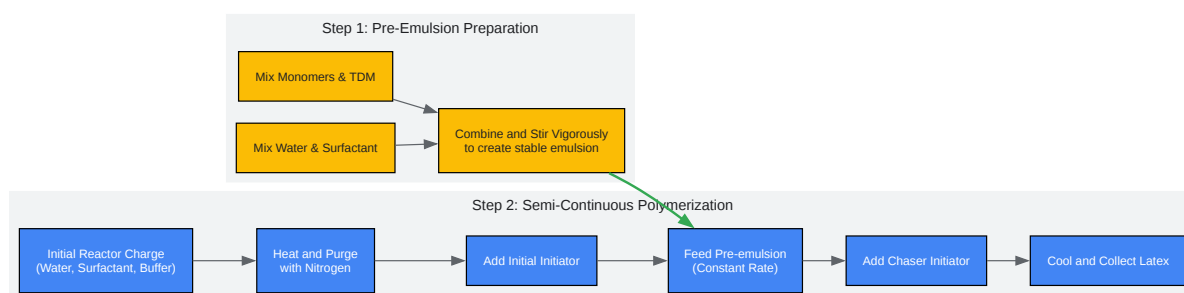 Step 1: Pre-Emulsion Preparation
Mix Monomers & TDM
Mix Water & Surfactant
Combine and Stir Vigorously
to create stable emulsion
Step 2: Semi-Continuous Polymerization
Initial Reactor Charge
(Water, Surfactant, Buffer)
Heat and Purge
with Nitrogen
Add Initial Initiator
Feed Pre-emulsion
(Constant Rate)
Add Chaser Initiator
Cool and Collect Latex